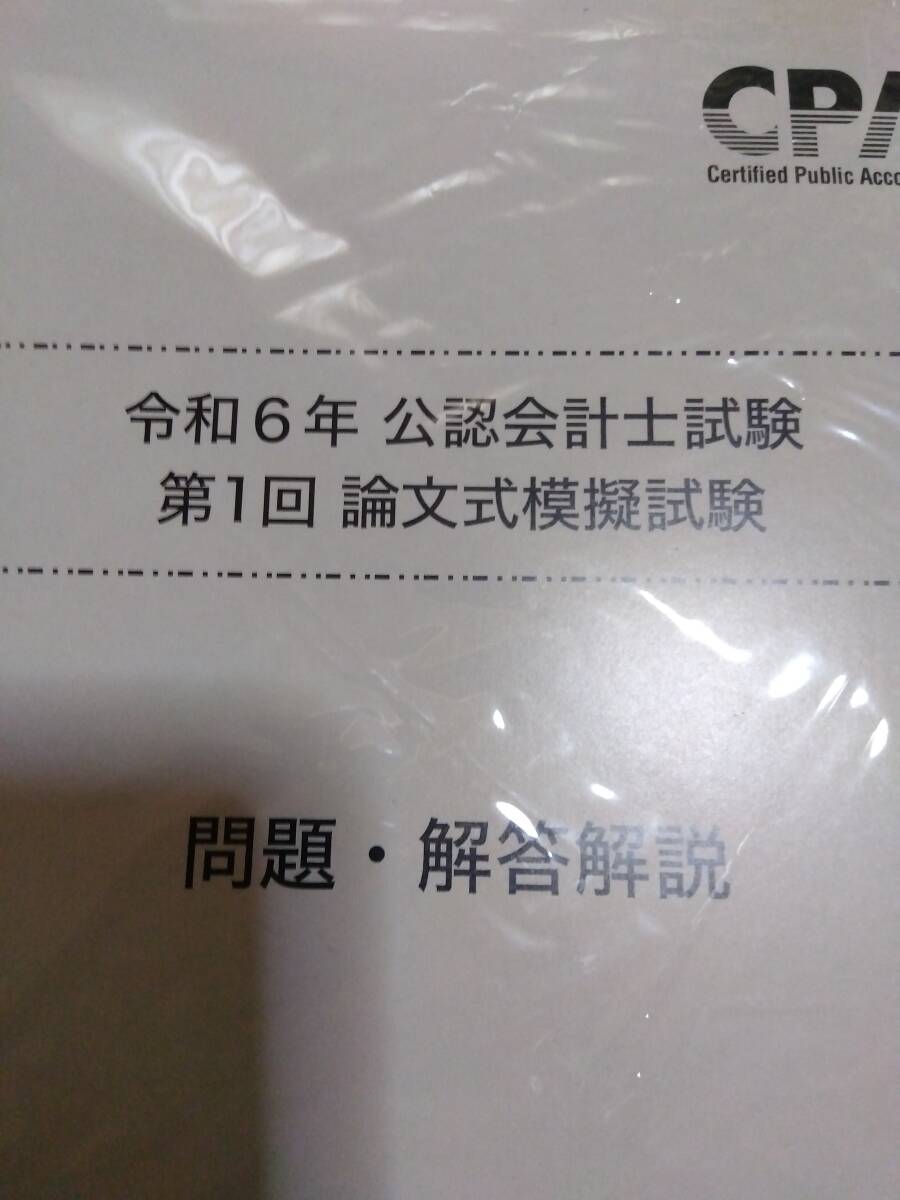 CPA
Certified Public Acco
令和6年 公認会計士試験
第1回 論文式模擬試験
問題・解答解説